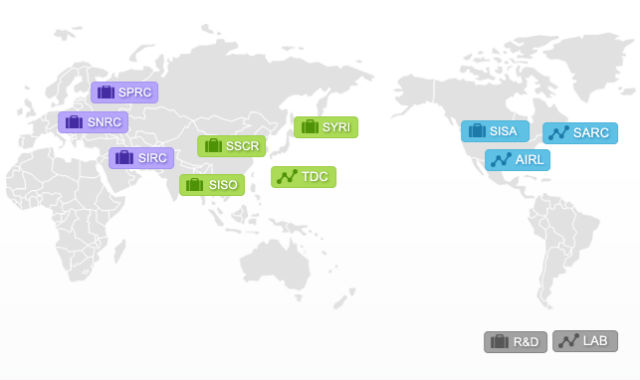 SPRC
SNRC
SYRI
SISA
SARC
SSCR
SIRC
AIRL
TDC
SISO
R&D
LAB